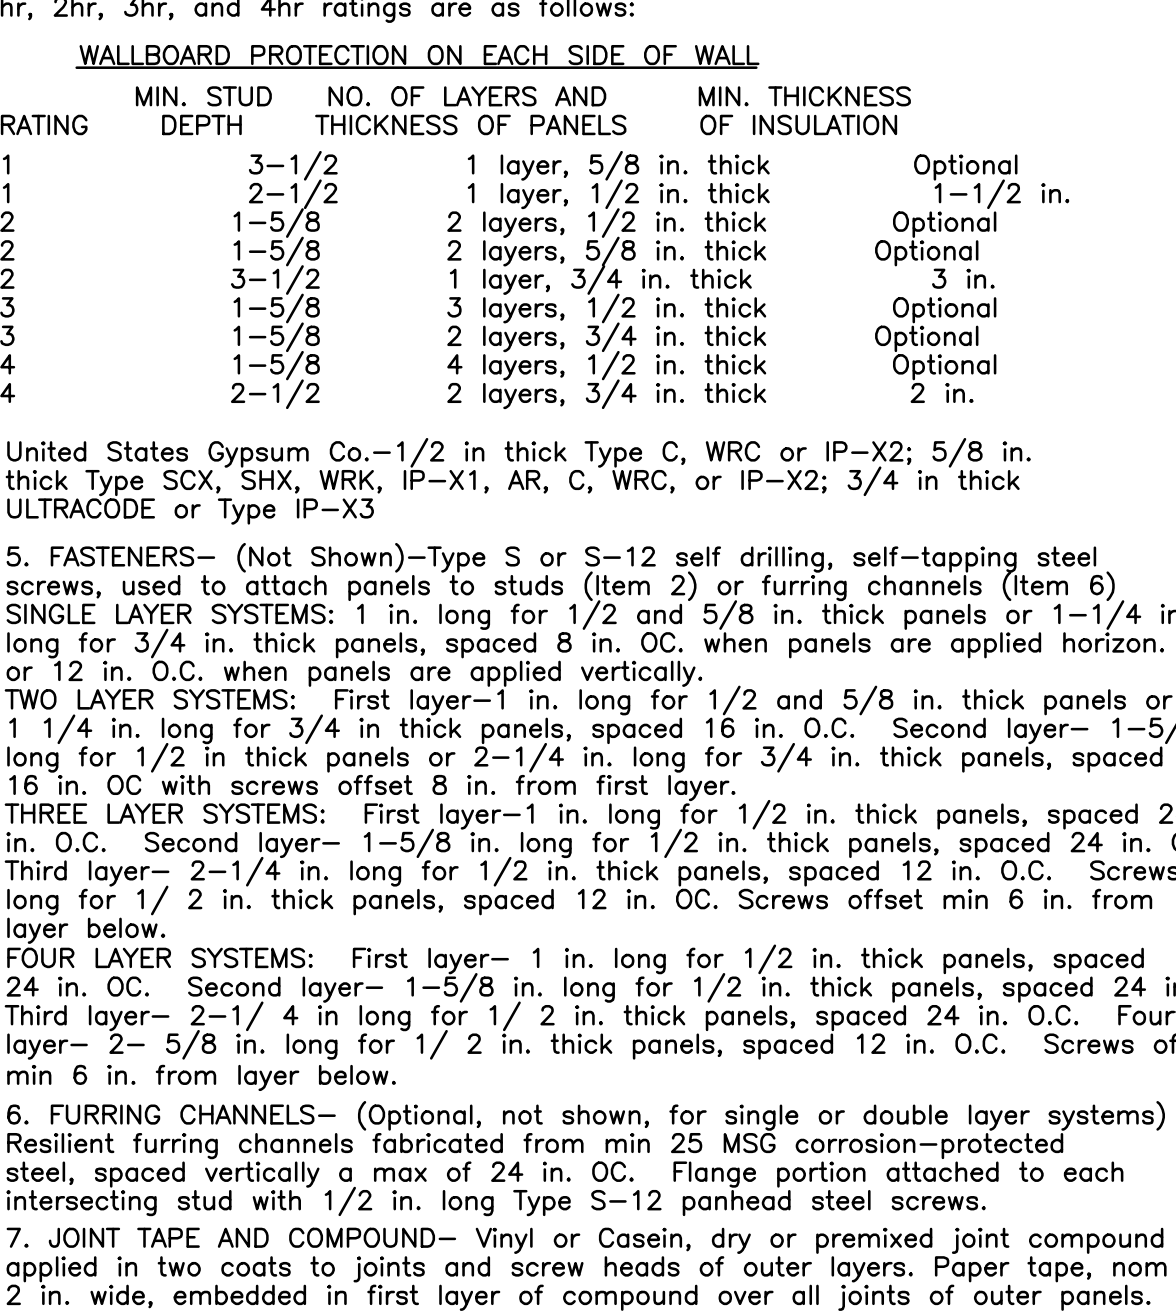 hr, 2hr, 3hr, and 4hr ratings are as follows:
WALLBOARD PROTECTION ON EACH SIDE OF WALL
MIN. STUD NO. OF LAYERS AND MIN. THICKNESS
RATING DEPTH THICKNESS OF PANELS OF INSULATION
1 3-1/2 1 layer, 5/8 in. thick Optional
1 2-1/2 1 layer, 1/2 in. thick 1-1/2 in.
2 1-5/8 2 layers, 1/2 in. thick Optional
2 1-5/8 2 layers, 5/8 in. thick Optional
2 3-1/2 1 layer, 3/4 in. thick 3 in.
3 1-5/8 3 layers, 1/2 in. thick Optional
3 1-5/8 2 layers, 3/4 in. thick Optional
4 1-5/8 4 layers, 1/2 in. thick Optional
4 2-1/2 2 layers, 3/4 in. thick 2 in.
United States Gypsum Co.-1/2 in thick Type C, WRC or IP-X2; 5/8 in.
thick Type SCX, SHX, WRK, IP-X1, AR, C, WRC, or IP-X2; 3/4 in thick
ULTRACODE or Type IP-X3
5. FASTENERS- (Not Shown)-Type S or S-12 self drilling, self-tapping steel
screws, used to attach panels to studs (Item 2) or furring channels (Item 6)
SINGLE LAYER SYSTEMS: 1 in. long for 1/2 and 5/8 in. thick panels or 1-1/4 in
long for 3/4 in. thick panels, spaced 8 in. OC. when panels are applied horizon.
or 12 in. O.C. when panels are applied vertically.
TWO LAYER SYSTEMS: First layer-1 in. long for 1/2 and 5/8 in. thick panels or
1 1/4 in. long for 3/4 in thick panels, spaced 16 in. O.C. Second layer- 1-5/
long for 1/2 in thick panels or 2-1/4 in. long for 3/4 in. thick panels, spaced
16 in. OC with screws offset 8 in. from first layer.
THREE LAYER SYSTEMS: First layer-1 in. long for 1/2 in. thick panels, spaced 2
in. O.C. Second layer- 1-5/8 in. long for 1/2 in. thick panels, spaced 24 in.
Third layer- 2-1/4 in. long for 1/2 in. thick panels, spaced 12 in. O.C. Screws
long for 1/ 2 in. thick panels, spaced 12 in. OC. Screws offset min 6 in. from
layer below.
FOUR LAYER SYSTEMS: First layer- 1 in. long for 1/2 in. thick panels, spaced
24 in. OC. Second layer- 1-5/8 in. long for 1/2 in. thick panels, spaced 24 in
Third layer- 2-1/ 4 in long for 1/ 2 in. thick panels, spaced 24 in. O.C. Four
layer- 2- 5/8 in. long for 1/ 2 in. thick panels, spaced 12 in. O.C. Screws of
min 6 in. from layer below.
6. FURRING CHANNELS- (Optional, not shown, for single or double layer systems)
Resilient furring channels fabricated from min 25 MSG corrosion-protected
steel, spaced vertically a max of 24 in. OC. Flange portion attached to each
intersecting stud with 1/2 in. long Type S-12 panhead steel screws.
7. JOINT TAPE AND COMPOUND- Vinyl or Casein, dry or premixed joint compound
applied in two coats to joints and screw heads of outer layers. Paper tape, nom
2 in. wide, embedded in first layer of compound over all joints of outer panels.